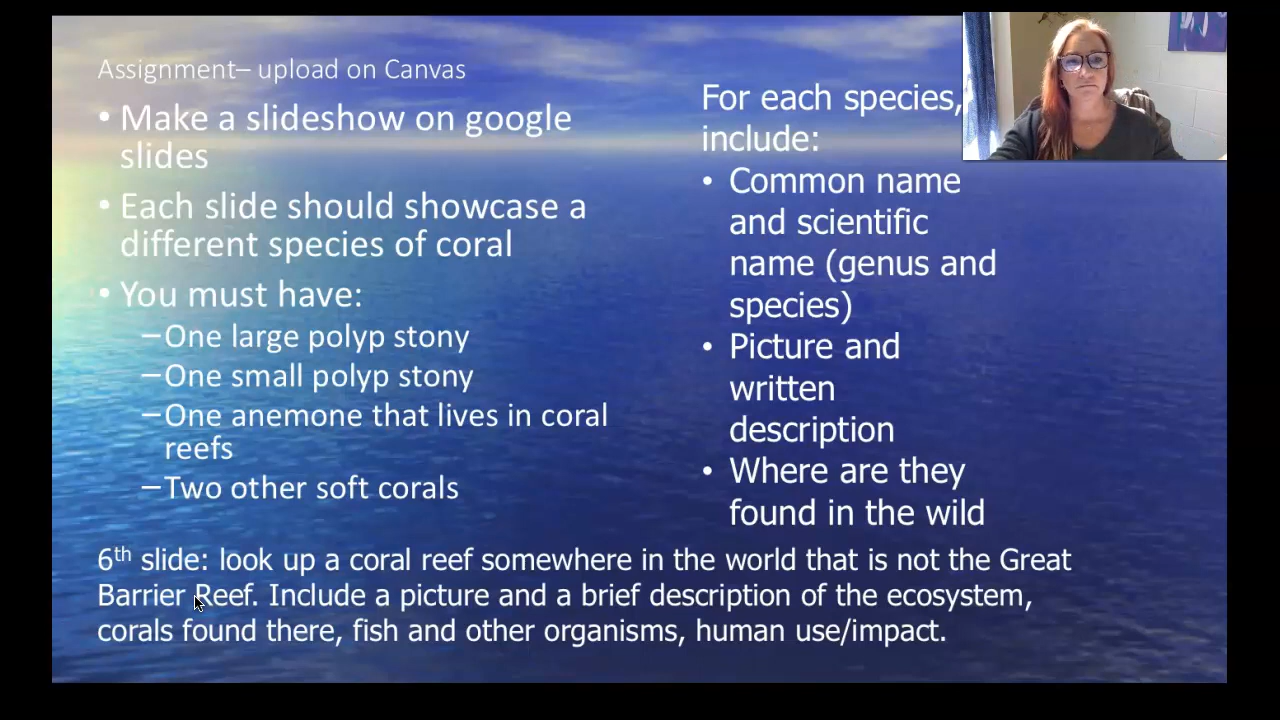 Assignment– upload on Canvas
• Make a slideshow on google
slides
• Each slide should showcase a
different species of coral
• You must have:
–One large polyp stony
–One small polyp stony
–One anemone that lives in coral
reefs
–Two other soft corals
For each species,
include:
• Common name
and scientific
name (genus and
species)
• Picture and
written
description
• Where are they
found in the wild
6th slide: look up a coral reef somewhere in the world that is not the Great
Barrier Reef. Include a picture and a brief description of the ecosystem,
corals found there, fish and other organisms, human use/impact.